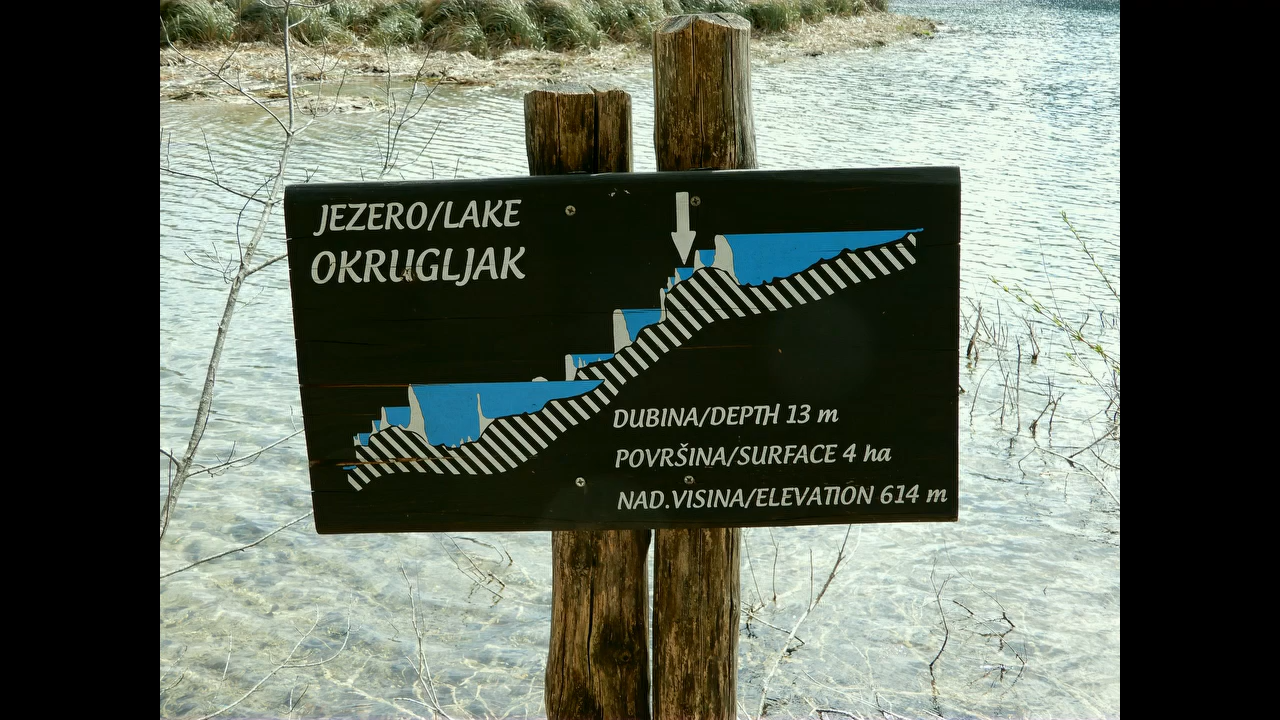 JEZERO/LAKE
OKRUGLJAK
DUBINA/DEPTH 13 m
POVRŠINA/SURFACE 4 ha
NAD.VISINA/ELEVATION 614 m